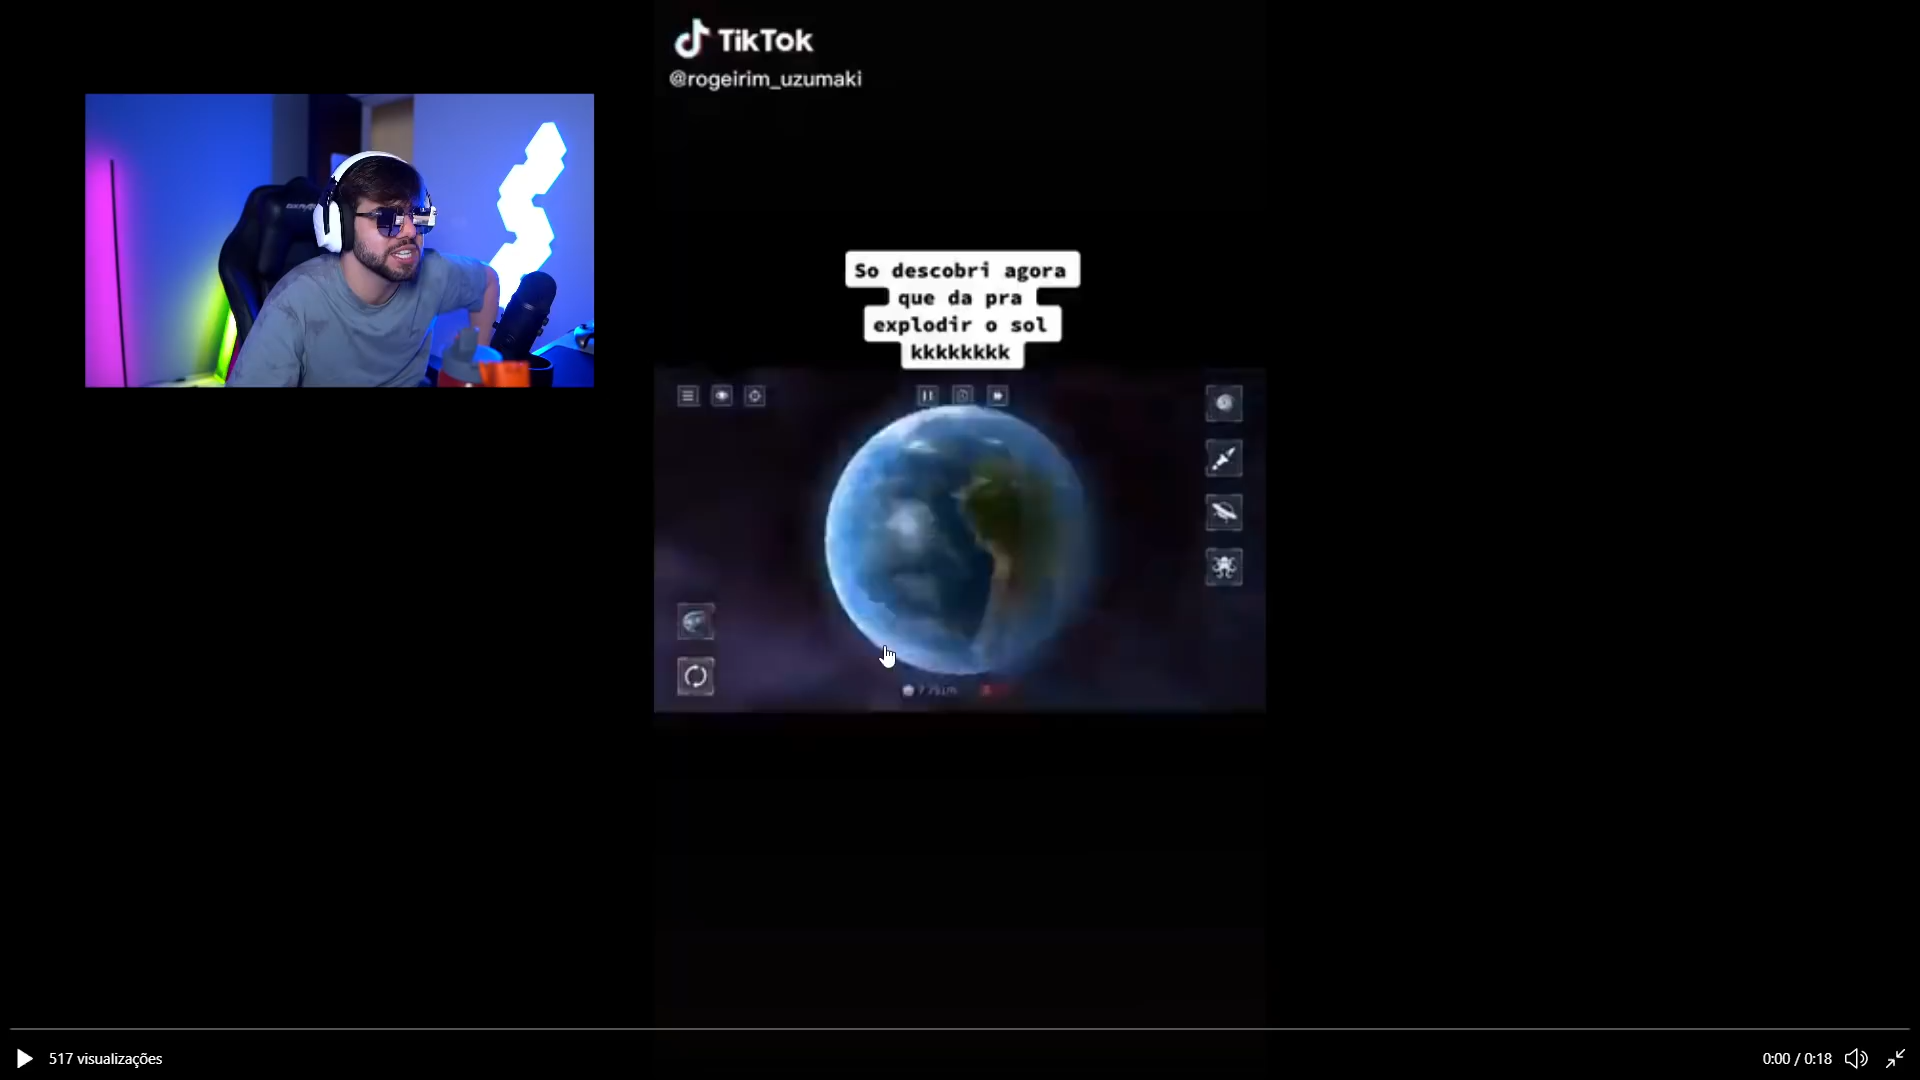 TikTok
@rogeirim_uzumaki
So descobri agora
que da pra
explodir o sol
kkkkkkkk
517 visualizações
0:00 / 0:18